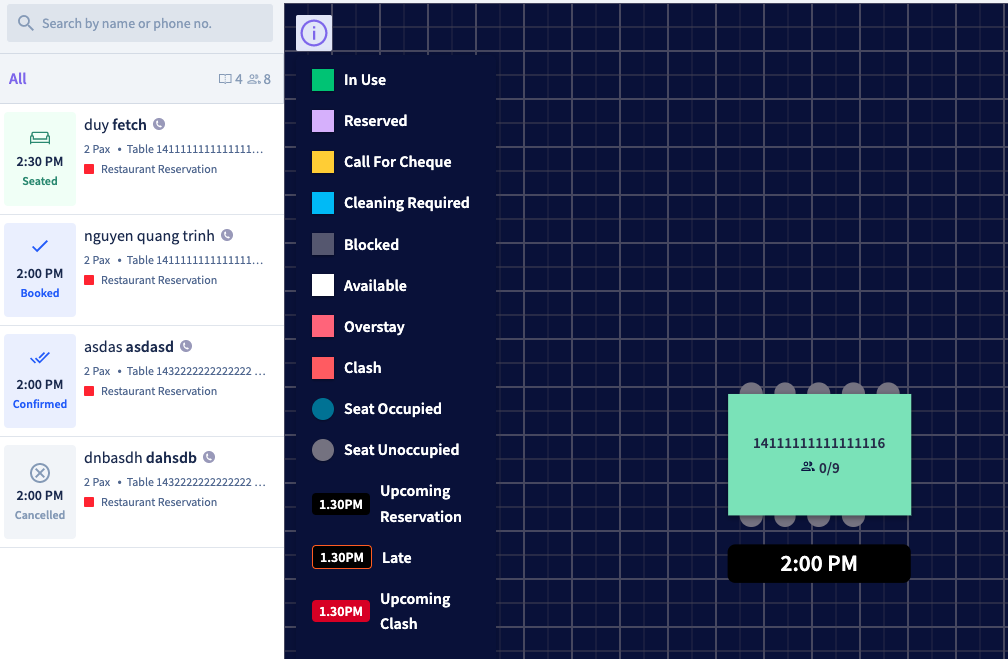 Search by name or phone no.
All
4 8
duy fetch
2:30 PM
2 Pax • Table 1411111111111111…
Seated
Restaurant Reservation
nguyen quang trinh
2:00 PM
2 Pax • Table 1411111111111111…
Booked
Restaurant Reservation
asdas asdasd
2:00 PM
2 Pax • Table 1432222222222222 …
Confirmed
Restaurant Reservation
dnbasdh dahsdb
2:00 PM
2 Pax • Table 1432222222222222 …
Cancelled
Restaurant Reservation
In Use
Reserved
Call For Cheque
Cleaning Required
Blocked
Available
Overstay
Clash
Seat Occupied
Seat Unoccupied
1.30PM Upcoming
Reservation
1.30PM Late
1.30PM Upcoming
Clash
14111111111111116
0/9
2:00 PM